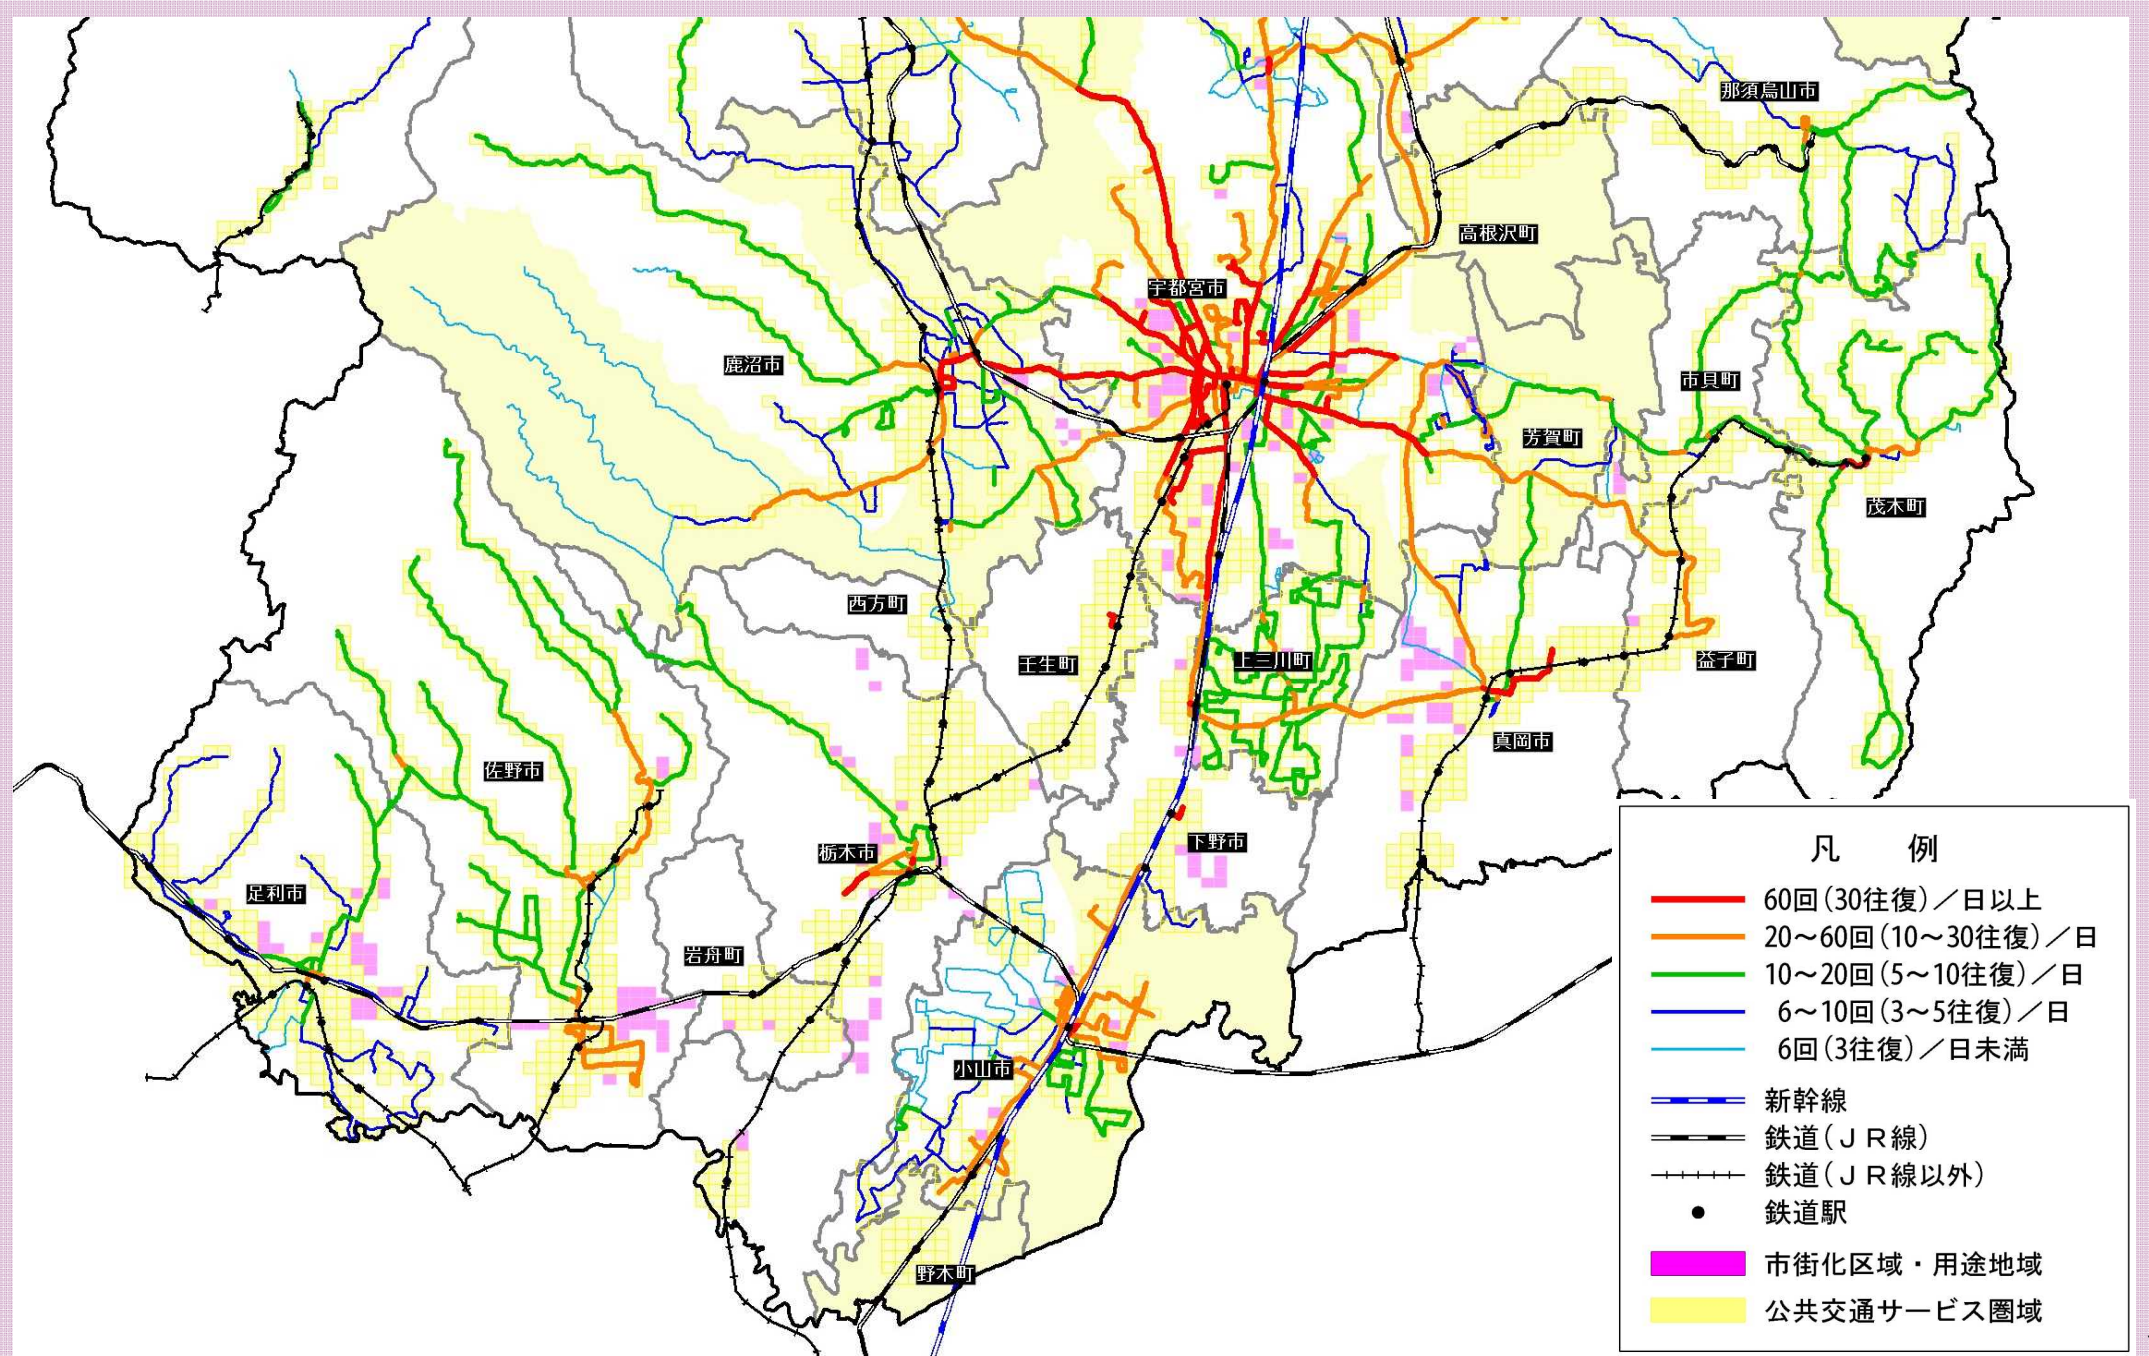 那須烏山市
高根沢町
宇都宮市
鹿沼市
市貝町
芳賀町
茂木町
西方町
壬生町
上三川町
益子町
真岡市
佐野市
下野市
栃木市
足利市
岩舟町
小山市
野木町
凡 例
60回(30往復)/日以上
20~60回(10~30往復)/日
10~20回(5~10往復)/日
6~10回(3~5往復)/日
6回(3往復)/日未満
新幹線
鉄道(JR線)
鉄道(JR線以外)
鉄道駅
市街化区域・用途地域
公共交通サービス圏域